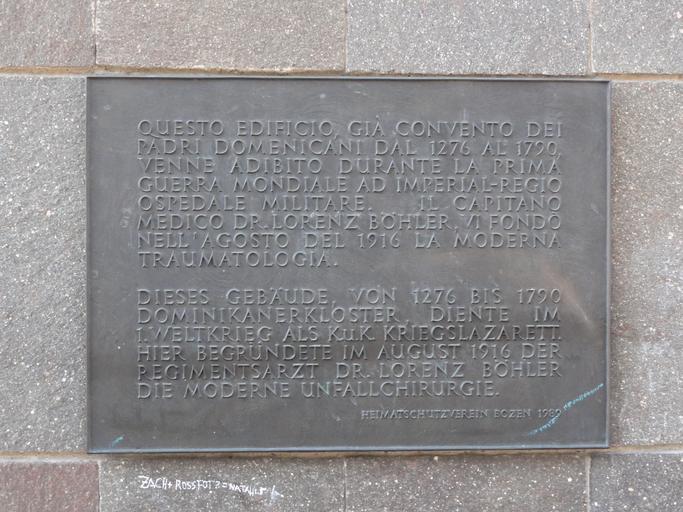 QUESTO EDIFICIO, GIÀ CONVENTO DEI
PADRI DOMENICANI DAL 1276 AL 1790,
VENNE ADIBITO DURANTE LA PRIMA
GUERRA MONDIALE AD IMPERIAL-REGIO
OSPEDALE MILITARE. IL CAPITANO
MEDICO DR. LORENZ BÖHLER VI FONDÒ
NELL'AGOSTO DEL 1916 LA MODERNA
TRAUMATOLOGIA.
DIESES GEBÄUDE, VON 1276 BIS 1790
DOMINIKANERKLOSTER, DIENTE IM
1. WELTKRIEG ALS K.u.K. KRIEGSLAZARETT.
HIER BEGRÜNDETE IM AUGUST 1916 DER
REGIMENTSARZT DR. LORENZ BÖHLER
DIE MODERNE UNFALLCHIRURGIE.
HEIMATSCHUTZVEREIN BOZEN 1989
ZACH+